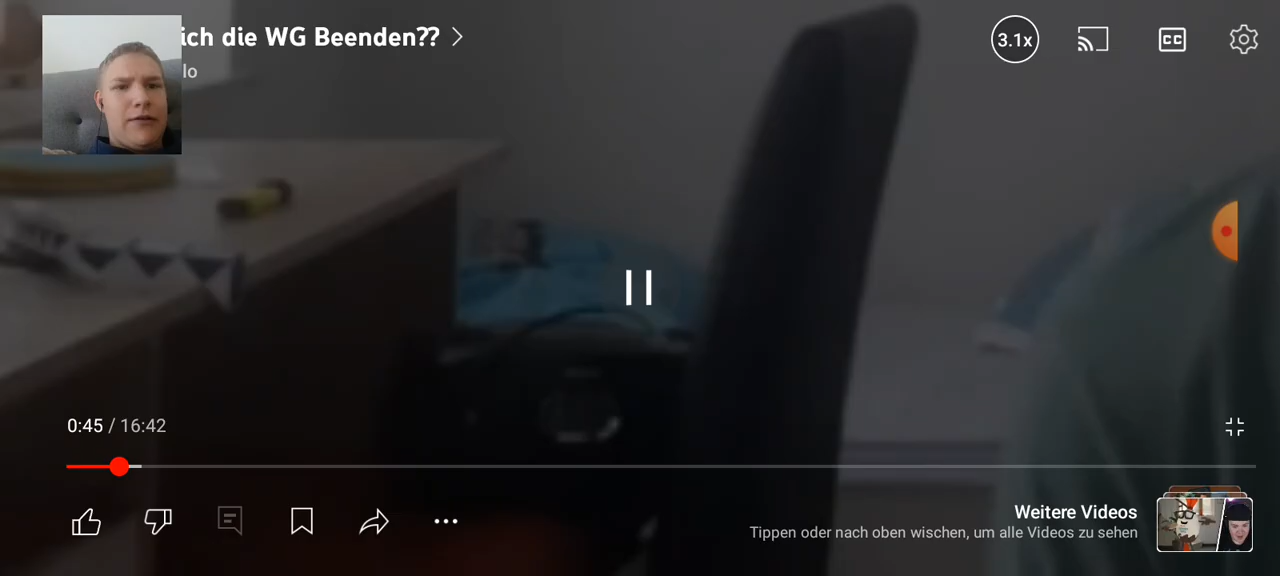 ich die WG Beenden??
lo
3.1x
CC
0:45 / 16:42
Weitere Videos
Tippen oder nach oben wischen, um alle Videos zu sehen